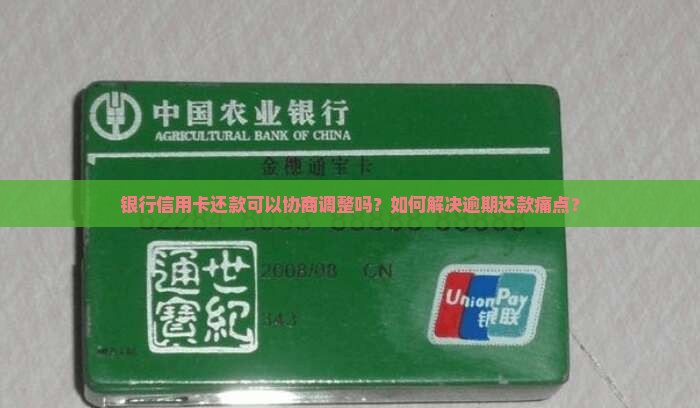 中国农业银行
AGRICULTURAL BANK OF CHINA
金穗通宝卡
银行信用卡还款可以协商调整吗？如何解决逾期还款痛点？
2008/08 CN
世紀
通寳
343
UnionPay
银联